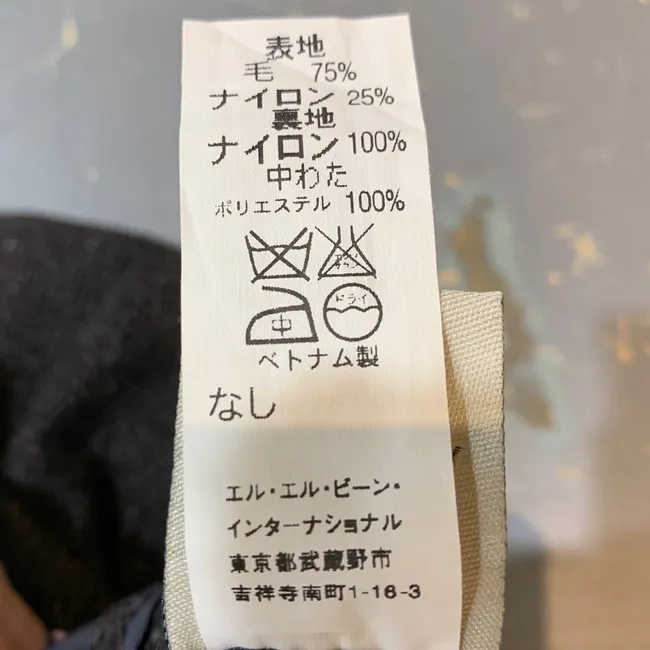 表地
毛 75%
ナイロン 25%
裏地
ナイロン 100%
中わた
ポリエステル 100%
中 ドライ
ベトナム製
なし
エル・エル・ビーン・
インターナショナル
東京都武蔵野市
吉祥寺南町1-16-3